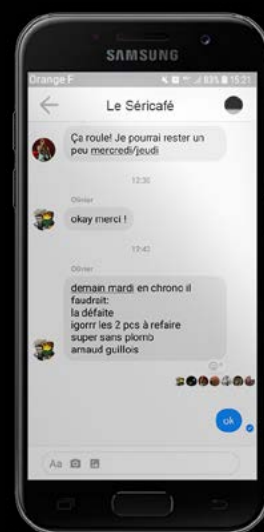 SAMSUNG
Orange F 83% 15:21
Le Séricafé
Ça roule! Je pourrai rester un
peu mercredi/jeudi
12:30
Olivier
okay merci !
17:42
Olivier
demain mardi en chrono il
faudrait:
la défaite
igorrr les 2 pcs à refaire
super sans plomb
arnaud guillois
ok
Aa